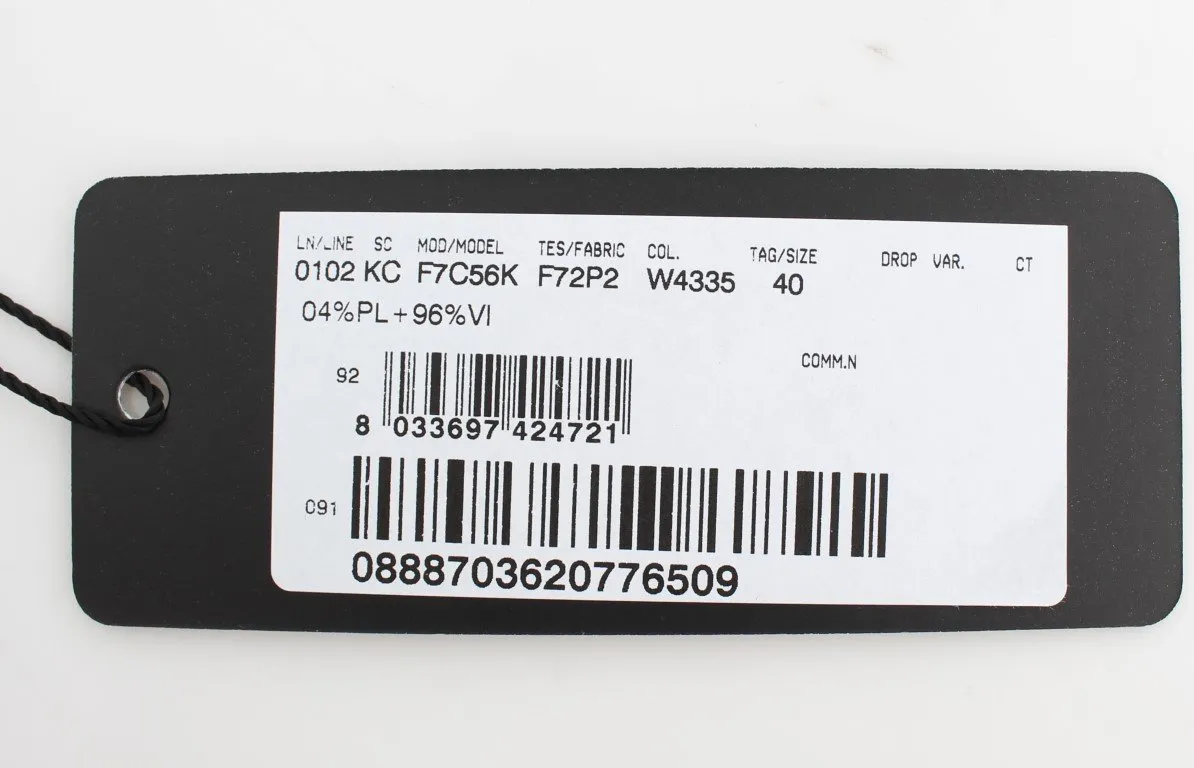 LN/LINE SC MOD/MODEL TES/FABRIC COL. TAG/SIZE DROP VAR. CT
0102 KC F7C56K F72P2 W4335 40
04%PL+96%VI
COMM.N
92
8 033697 424721
091
0888703620776509